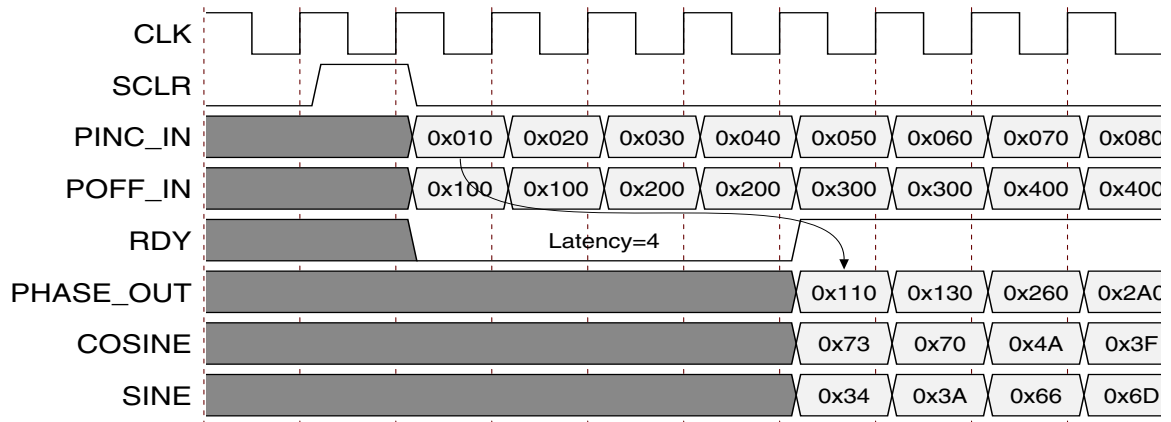 CLK
SCLR
PINC_IN 0x010 0x020 0x030 0x040 0x050 0x060 0x070 0x080
POFF_IN 0x100 0x100 0x200 0x200 0x300 0x300 0x400 0x400
RDY Latency=4
PHASE_OUT 0x110 0x130 0x260 0x2A0
COSINE 0x73 0x70 0x4A 0x3F
SINE 0x34 0x3A 0x66 0x6D